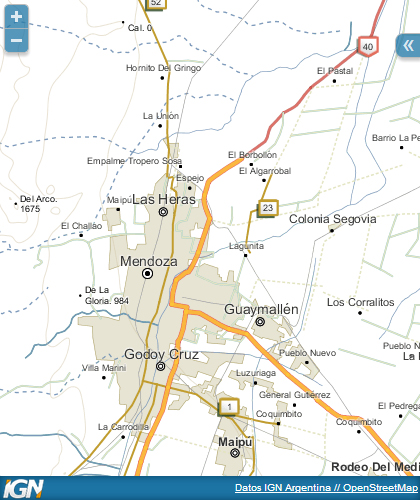 52
+
−
Cal. 0
40
«
Hornito Del Gringo
El Pastal
La Unión
Barrio La Pe
El Borbollón
Empalme Tropero Sosa
El Algarrobal
Espejo
Del Arco.
1675
Maipú
Las Heras
23
El Challao
Colonia Segovia
Lagunita
Mendoza
De La
Gloria. 984
Los Corralitos
Guaymallén
Pueblo N
La
Godoy Cruz
Pueblo Nuevo
Villa Marini
Luzuriaga
General Gutiérrez
1
El Pedrega
Coquimbito
Coquimbito
La Carrodilla
Maipú
Rodeo Del Med
IGN
Datos IGN Argentina // OpenStreetMap